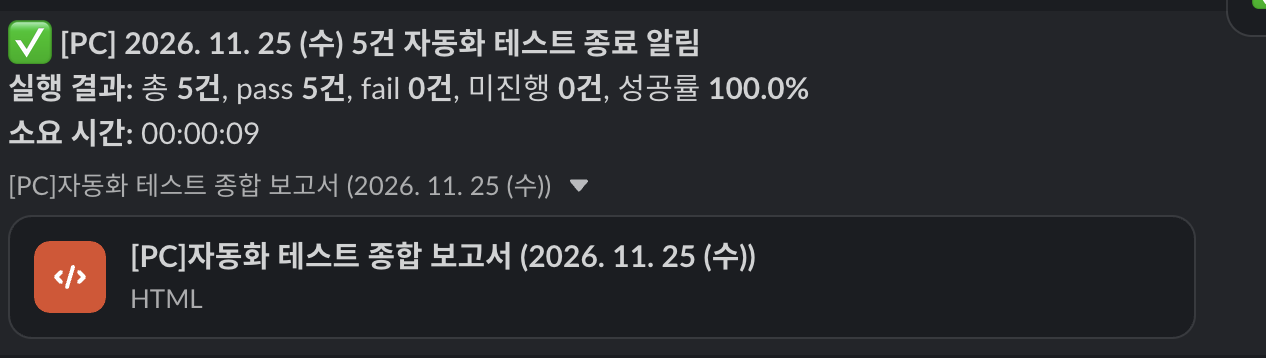 ✅ [PC] 2026. 11. 25 (수) 5건 자동화 테스트 종료 알림
실행 결과: 총 5건, pass 5건, fail 0건, 미진행 0건, 성공률 100.0%
소요 시간: 00:00:09
[PC]자동화 테스트 종합 보고서 (2026. 11. 25 (수))
[PC]자동화 테스트 종합 보고서 (2026. 11. 25 (수))
HTML